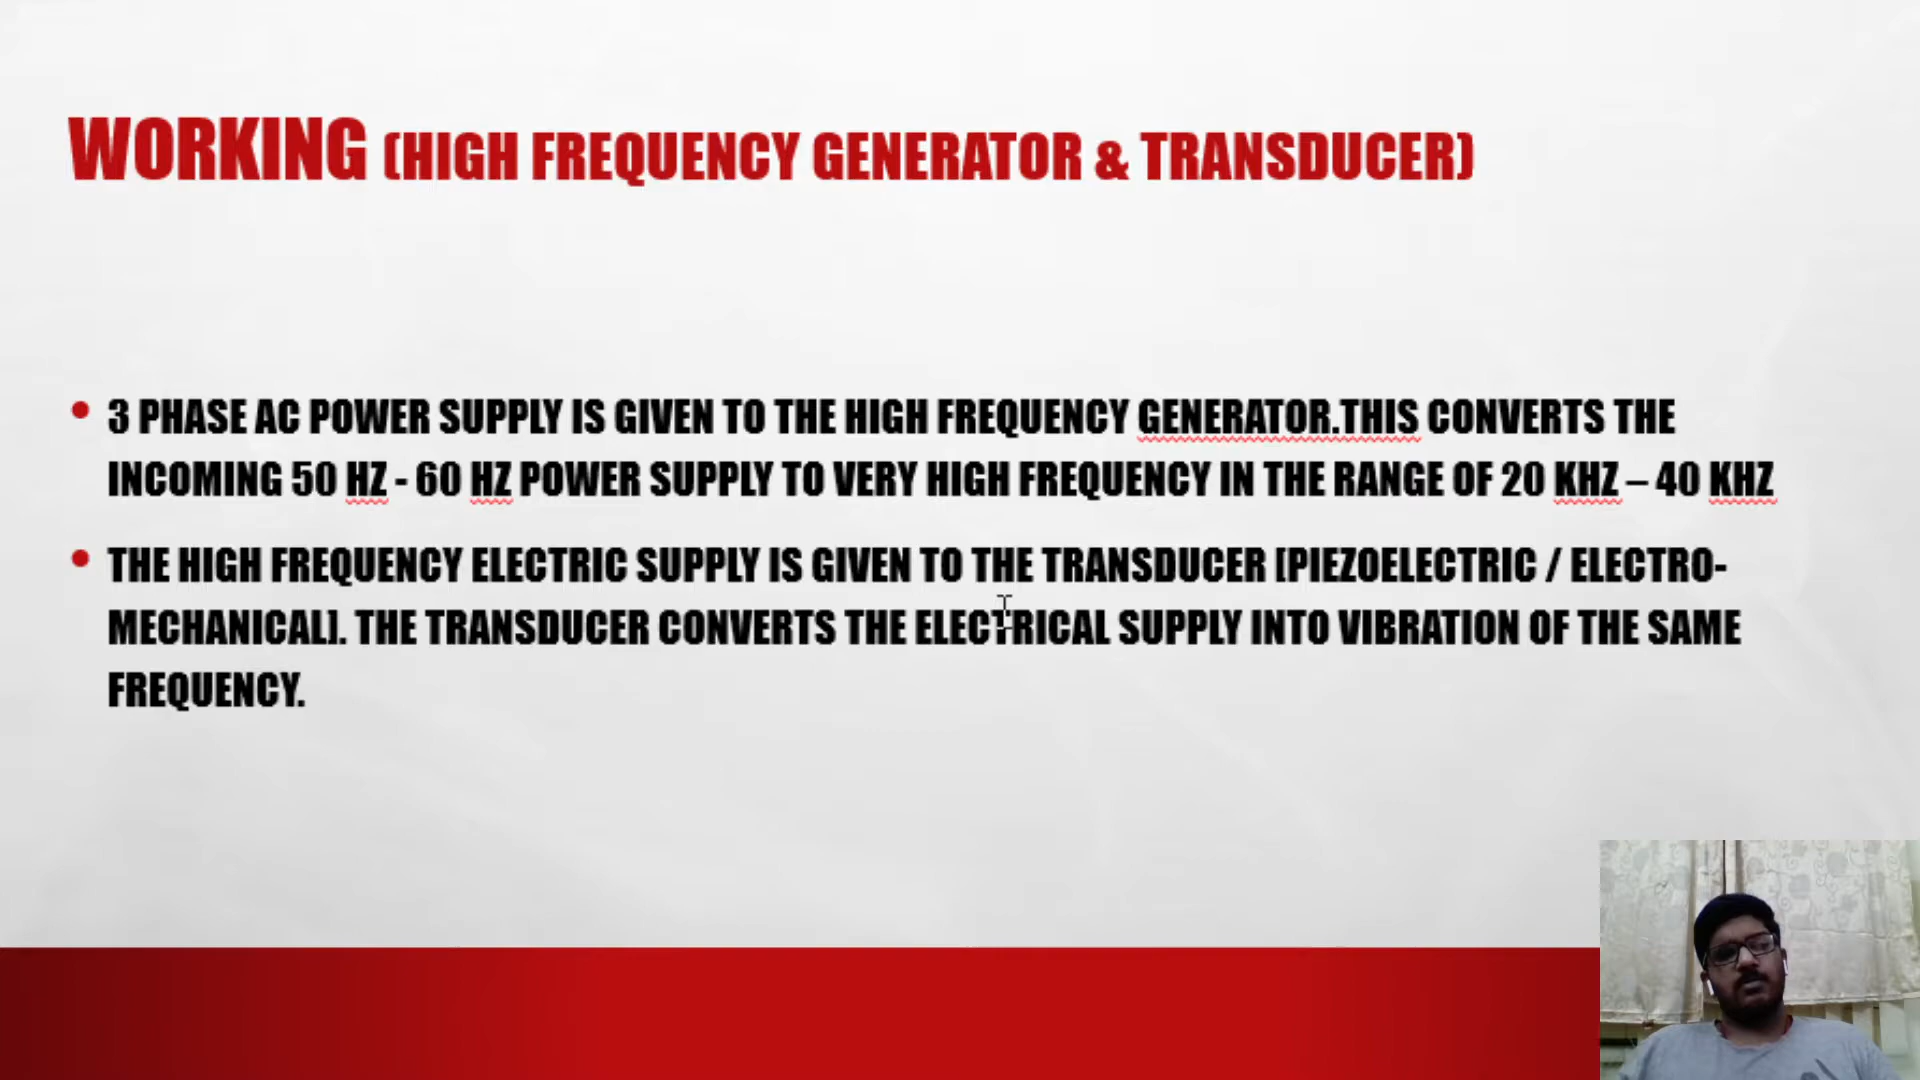 WORKING (HIGH FREQUENCY GENERATOR & TRANSDUCER)
• 3 PHASE AC POWER SUPPLY IS GIVEN TO THE HIGH FREQUENCY GENERATOR.THIS CONVERTS THE
INCOMING 50 HZ - 60 HZ POWER SUPPLY TO VERY HIGH FREQUENCY IN THE RANGE OF 20 KHZ – 40 KHZ
• THE HIGH FREQUENCY ELECTRIC SUPPLY IS GIVEN TO THE TRANSDUCER [PIEZOELECTRIC / ELECTRO-
MECHANICAL]. THE TRANSDUCER CONVERTS THE ELECTRICAL SUPPLY INTO VIBRATION OF THE SAME
FREQUENCY.